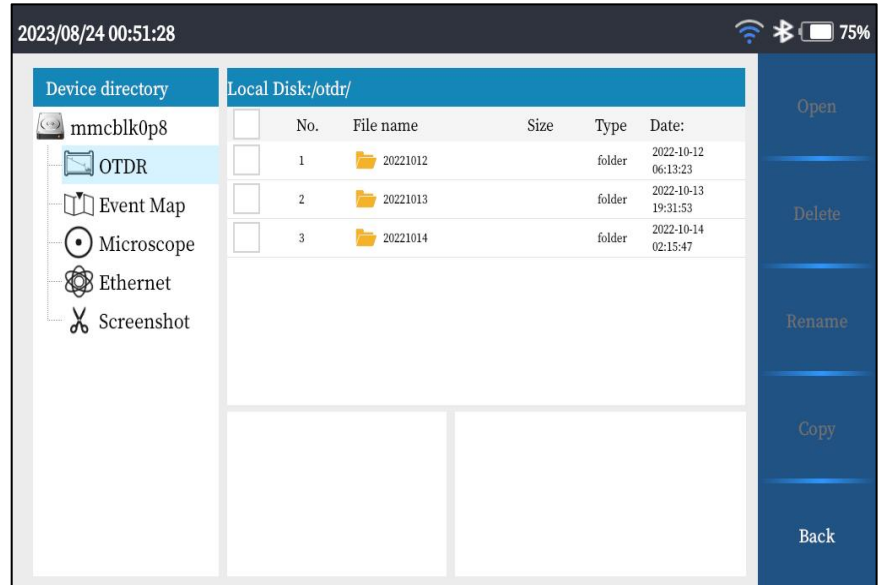 2023/08/24 00:51:28
75%
Device directory
mmcblk0p8
OTDR
Event Map
Microscope
Ethernet
Screenshot
Local Disk:/otdr/
No. File name Size Type Date:
1 20221012 folder 2022-10-12
06:13:23
2 20221013 folder 2022-10-13
19:31:53
3 20221014 folder 2022-10-14
02:15:47
Open
Delete
Rename
Copy
Back